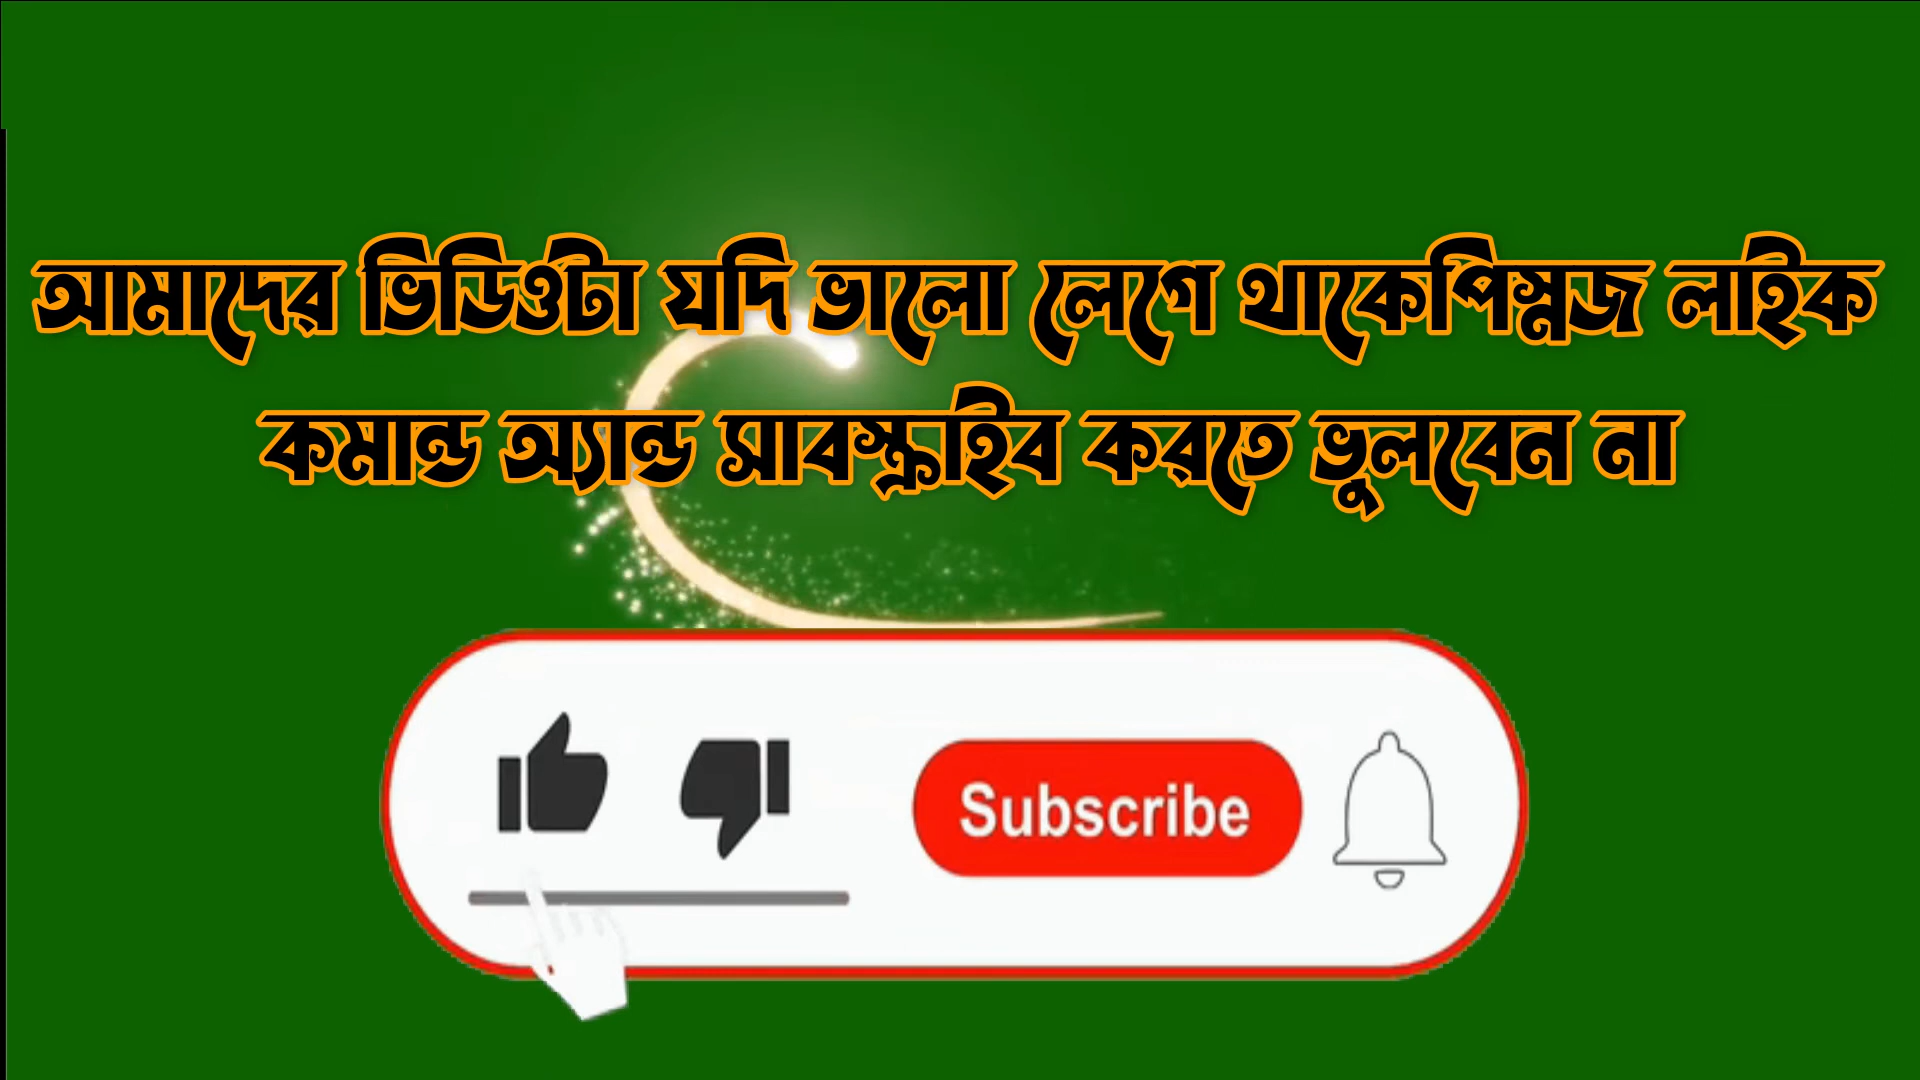 আমাদের ভিডিওটা যদি ভালো লেগে থাকেপিস্নজ লাইক
কমান্ড অ্যান্ড সাবস্ক্রাইব করতে ভুলবেন না
Subscribe